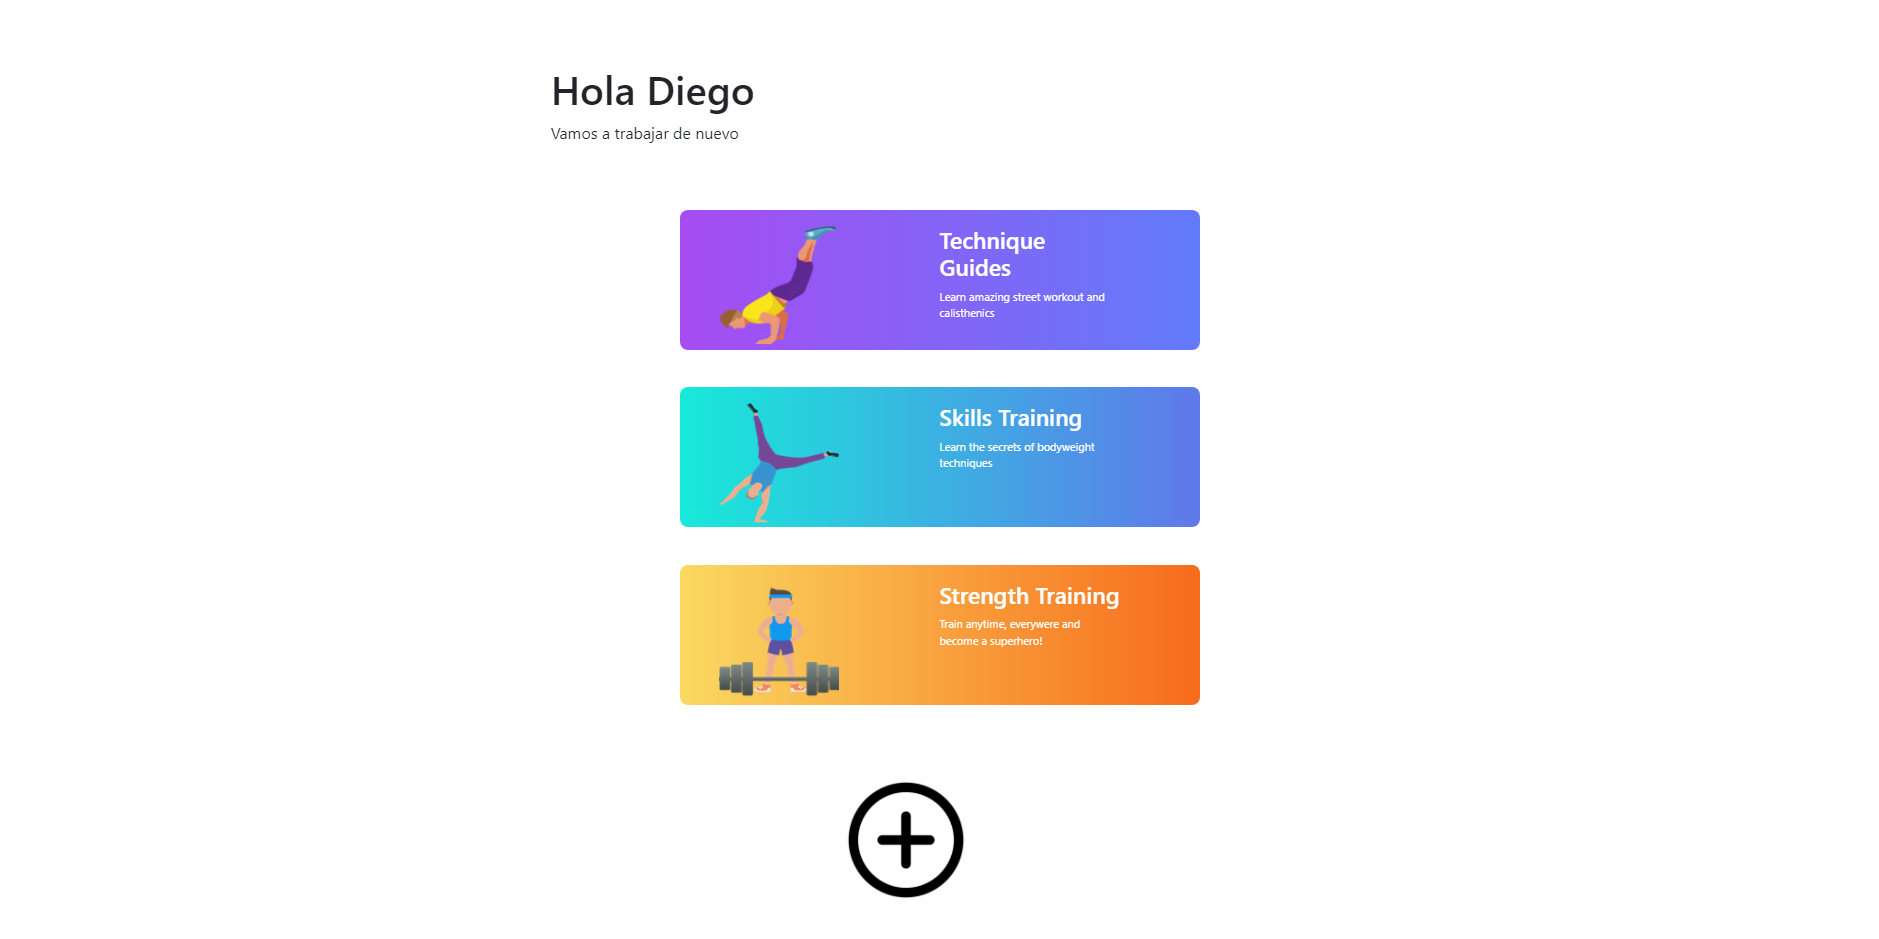 Hola Diego
Vamos a trabajar de nuevo
Technique
Guides
Learn amazing street workout and
calisthenics
Skills Training
Learn the secrets of bodyweight
techniques
Strength Training
Train anytime, everywere and
become a superhero!